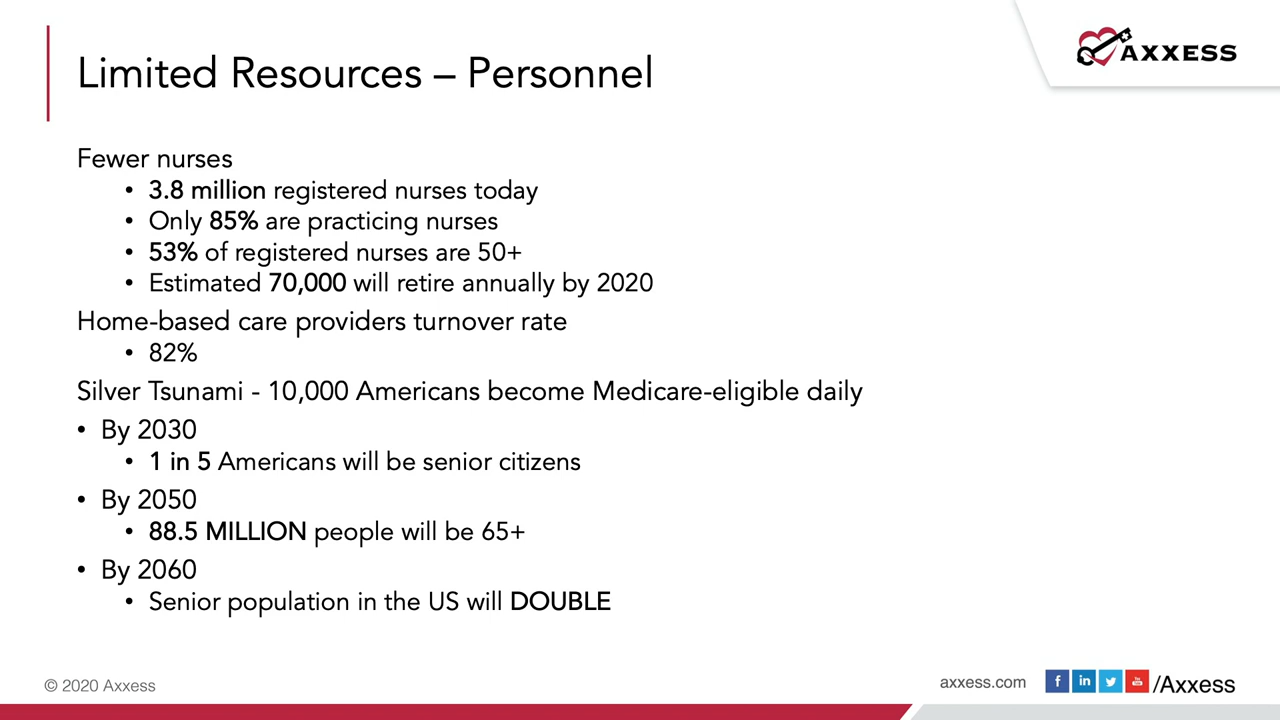 Limited Resources – Personnel
AXXESS
Fewer nurses
• 3.8 million registered nurses today
• Only 85% are practicing nurses
• 53% of registered nurses are 50+
• Estimated 70,000 will retire annually by 2020
Home-based care providers turnover rate
• 82%
Silver Tsunami - 10,000 Americans become Medicare-eligible daily
• By 2030
• 1 in 5 Americans will be senior citizens
• By 2050
• 88.5 MILLION people will be 65+
• By 2060
• Senior population in the US will DOUBLE
© 2020 Axxess
axxess.com f in You Tube /Axxess